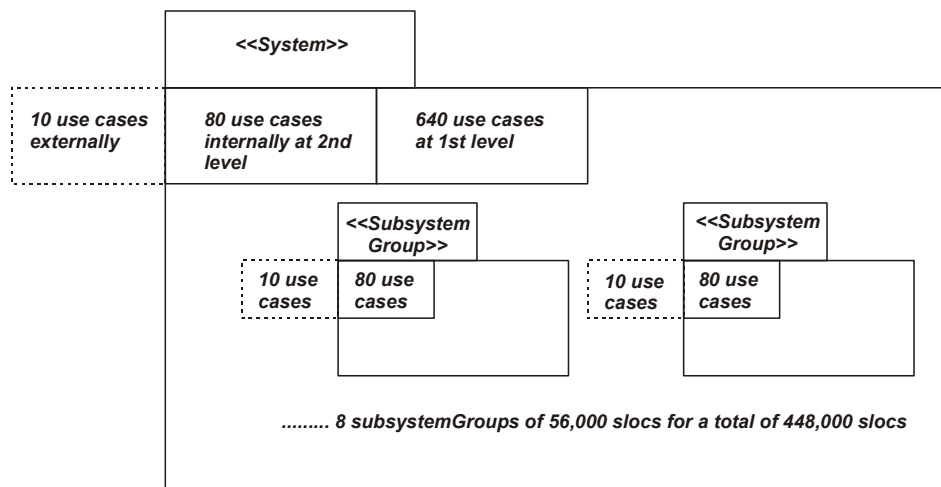 <<System>>
10 use cases
externally
80 use cases
internally at 2nd
level
640 use cases
at 1st level
<<Subsystem
Group>>
10 use
cases
80 use
cases
<<Subsystem
Group>>
10 use
cases
80 use
cases
......... 8 subsystemGroups of 56,000 slocs for a total of 448,000 slocs